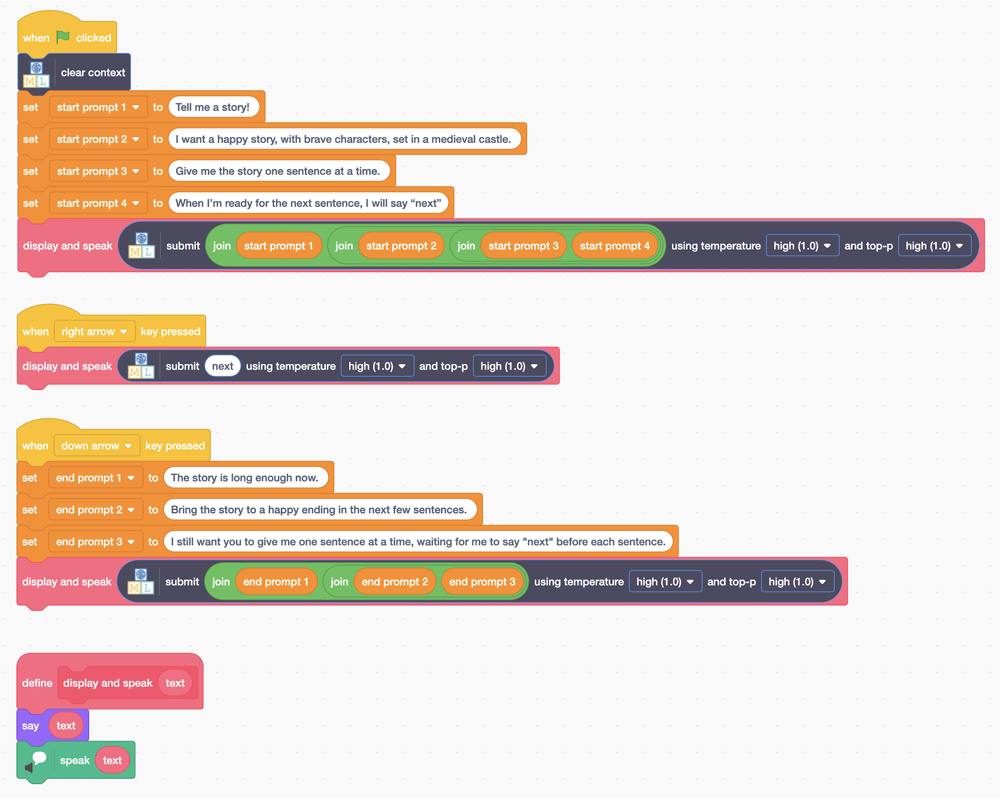 when clicked
M L clear context
set start prompt 1 to Tell me a story!
set start prompt 2 to I want a happy story, with brave characters, set in a medieval castle.
set start prompt 3 to Give me the story one sentence at a time.
set start prompt 4 to When I’m ready for the next sentence, I will say “next”
display and speak M L submit join start prompt 1 join start prompt 2 join start prompt 3 start prompt 4 using temperature high (1.0) and top-p high (1.0)
when right arrow key pressed
display and speak M L submit next using temperature high (1.0) and top-p high (1.0)
when down arrow key pressed
set end prompt 1 to The story is long enough now.
set end prompt 2 to Bring the story to a happy ending in the next few sentences.
set end prompt 3 to I still want you to give me one sentence at a time, waiting for me to say "next" before each sentence.
display and speak M L submit join end prompt 1 join end prompt 2 end prompt 3 using temperature high (1.0) and top-p high (1.0)
define display and speak text
say text
speak text